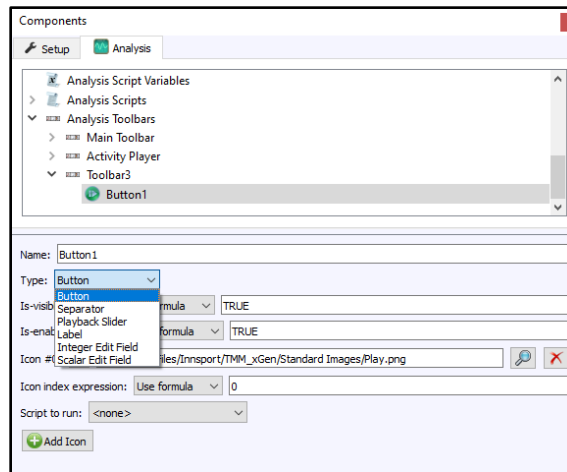 Components
Setup Analysis
Analysis Script Variables
Analysis Scripts
Analysis Toolbars
Main Toolbar
Activity Player
Toolbar3
Button1
Name: Button1
Type: Button
Button
Separator
Playback Slider
Label
Integer Edit Field
Scalar Edit Field
Is-visib rmula TRUE
Is-enab formula TRUE
Icon #0 iles/Innsport/TMM_xGen/Standard Images/Play.png
Icon index expression: Use formula 0
Script to run: <none>
Add Icon